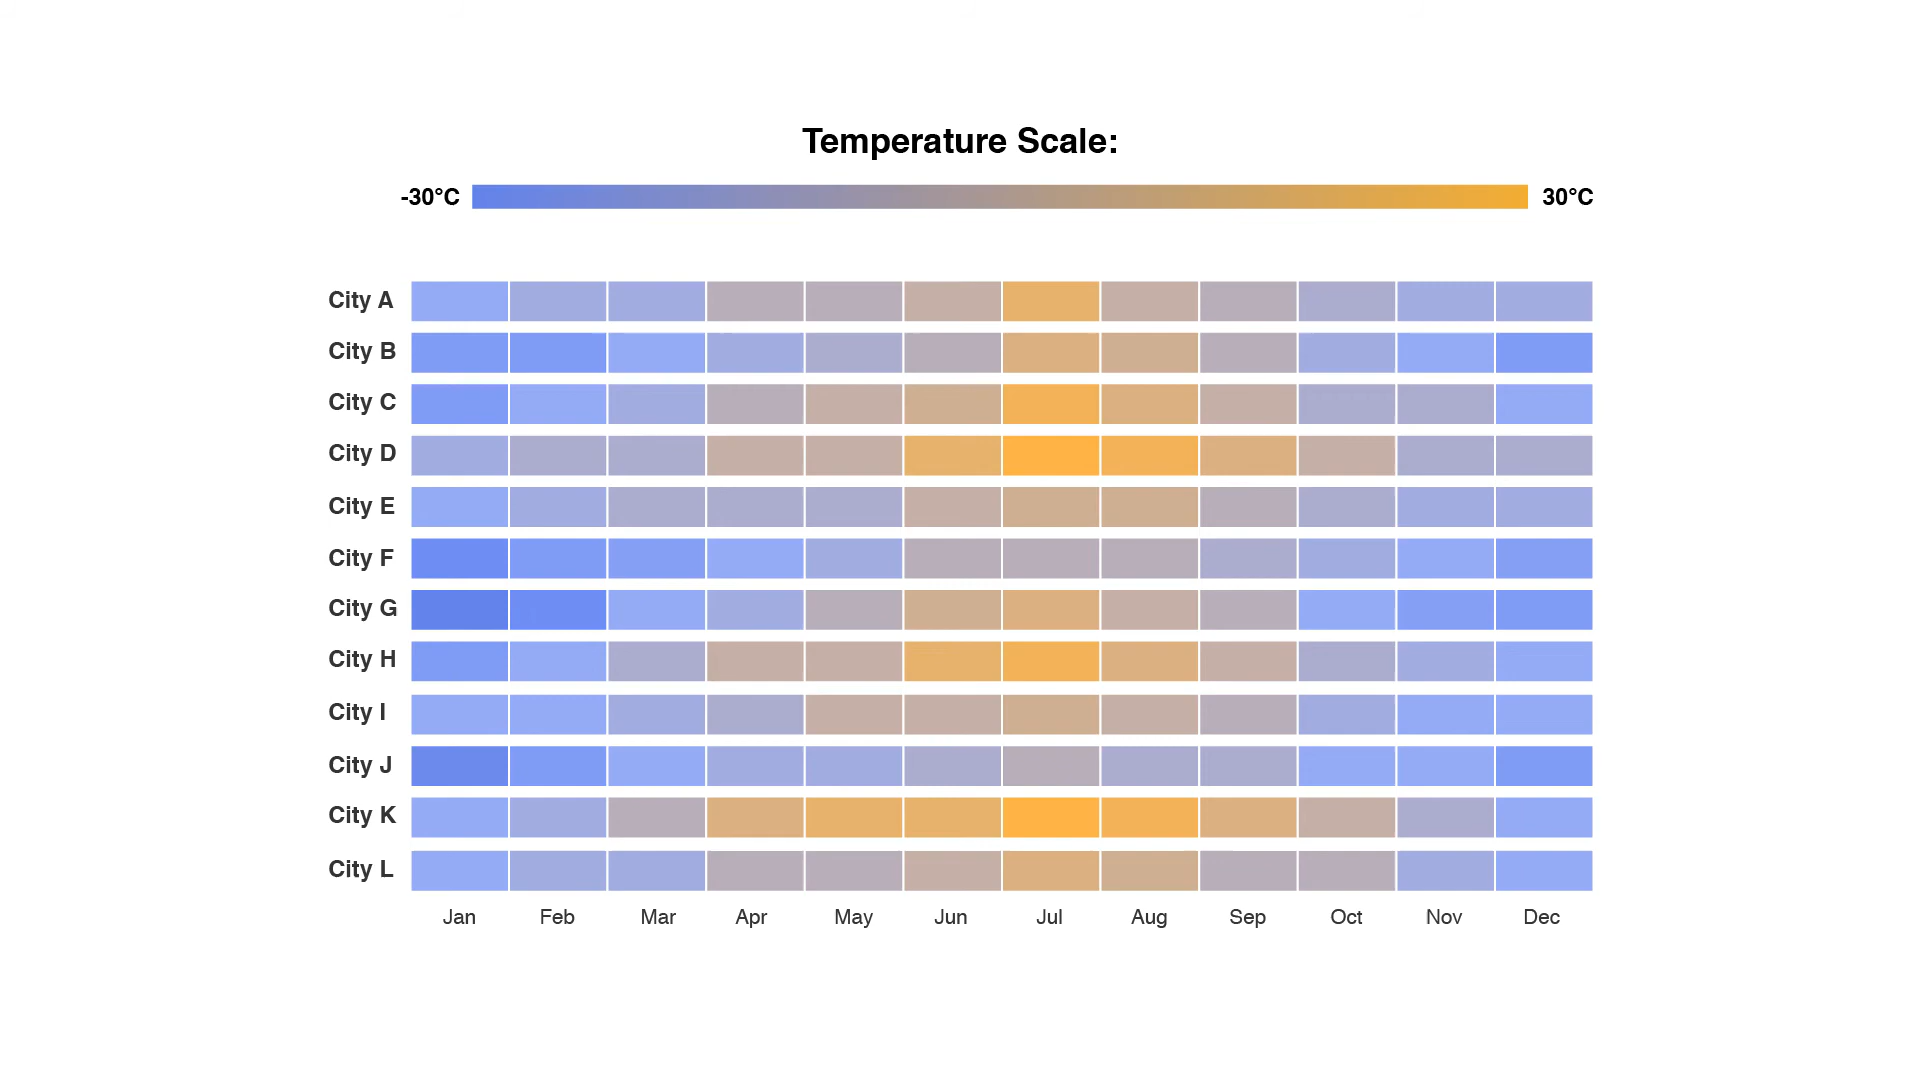 Temperature Scale:
-30°C 30°C
City A
City B
City C
City D
City E
City F
City G
City H
City I
City J
City K
City L
Jan Feb Mar Apr May Jun Jul Aug Sep Oct Nov Dec